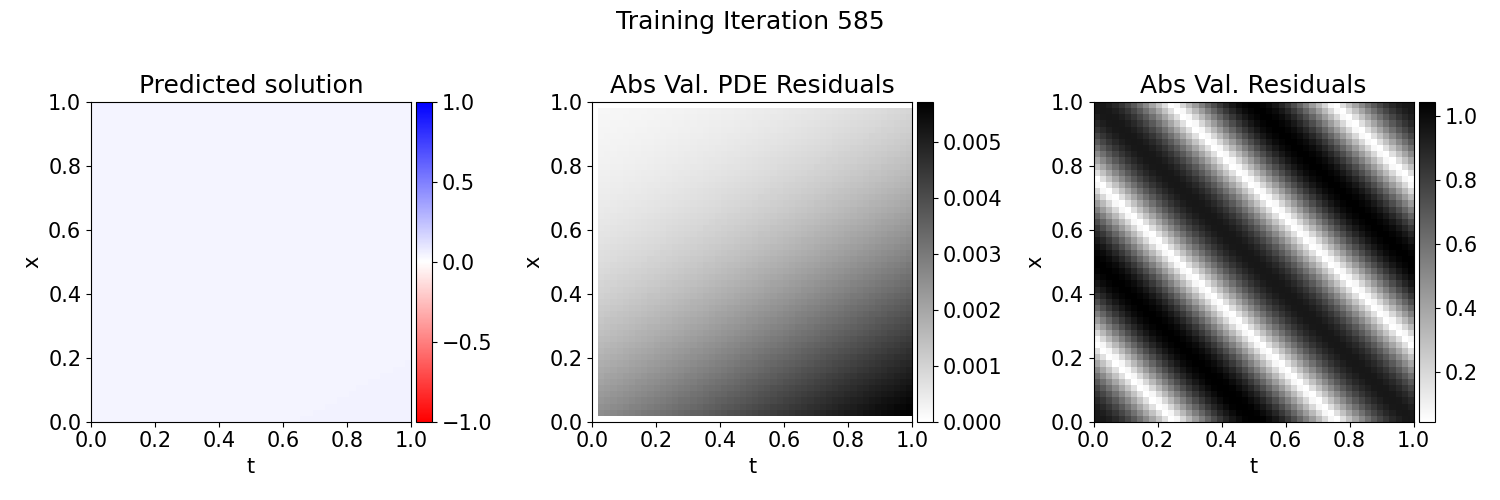 Training Iteration 585
Predicted solution
Abs Val. PDE Residuals
Abs Val. Residuals
1.0
0.8
0.6
0.4
0.2
0.0
x
0.0 0.2 0.4 0.6 0.8 1.0
t
1.0
0.5
0.0
−0.5
−1.0
1.0
0.8
0.6
0.4
0.2
0.0
x
0.0 0.2 0.4 0.6 0.8 1.0
t
0.005
0.004
0.003
0.002
0.001
0.000
1.0
0.8
0.6
0.4
0.2
0.0
x
0.0 0.2 0.4 0.6 0.8 1.0
t
1.0
0.8
0.6
0.4
0.2